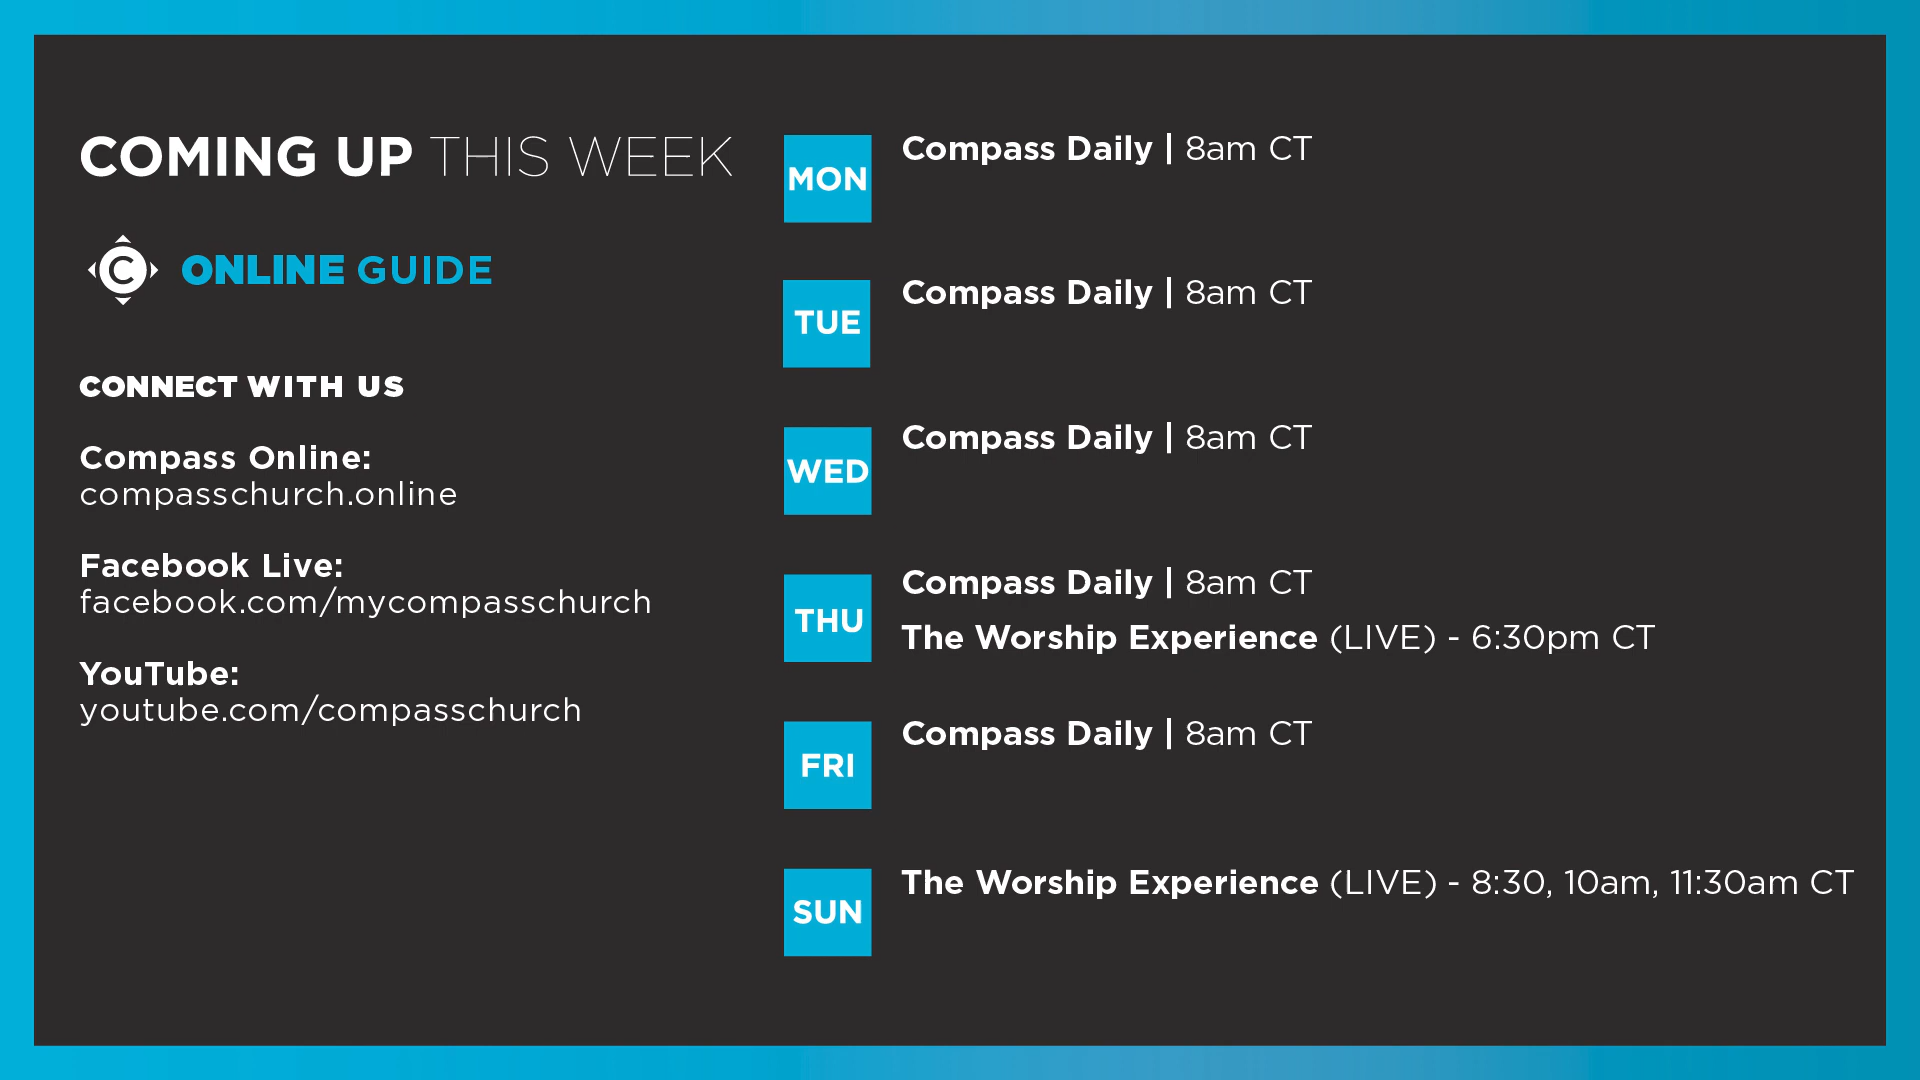 COMING UP THIS WEEK
C ONLINE GUIDE
CONNECT WITH US
Compass Online:
compasschurch.online
Facebook Live:
facebook.com/mycompasschurch
YouTube:
youtube.com/compasschurch
MON
Compass Daily | 8am CT
TUE
Compass Daily | 8am CT
WED
Compass Daily | 8am CT
THU
Compass Daily | 8am CT
The Worship Experience (LIVE) - 6:30pm CT
FRI
Compass Daily | 8am CT
SUN
The Worship Experience (LIVE) - 8:30, 10am, 11:30am CT